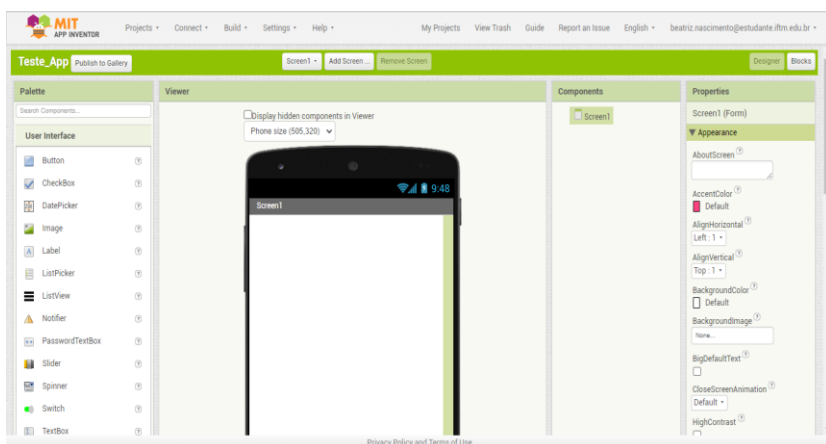 MIT
APP INVENTOR
Projects Connect Build Settings Help My Projects View Trash Guide Report an Issue English beatriz.nascimento@estudante.iftm.edu.br
Teste_App Publish to Gallery Screen1 Add Screen ... Remove Screen Designer Blocks
Palette
Search Components...
User Interface
Button
CheckBox
DatePicker
Image
Label
ListPicker
ListView
Notifier
PasswordTextBox
Slider
Spinner
Switch
TextBox
Viewer
Display hidden components in Viewer
Phone size (505,320)
9:48
Screen1
Components
Screen1
Properties
Screen1 (Form)
Appearance
AboutScreen
AccentColor
Default
AlignHorizontal
Left : 1
AlignVertical
Top : 1
BackgroundColor
Default
BackgroundImage
None...
BigDefaultText
CloseScreenAnimation
Default
HighContrast
Privacy Policy and Terms of Use